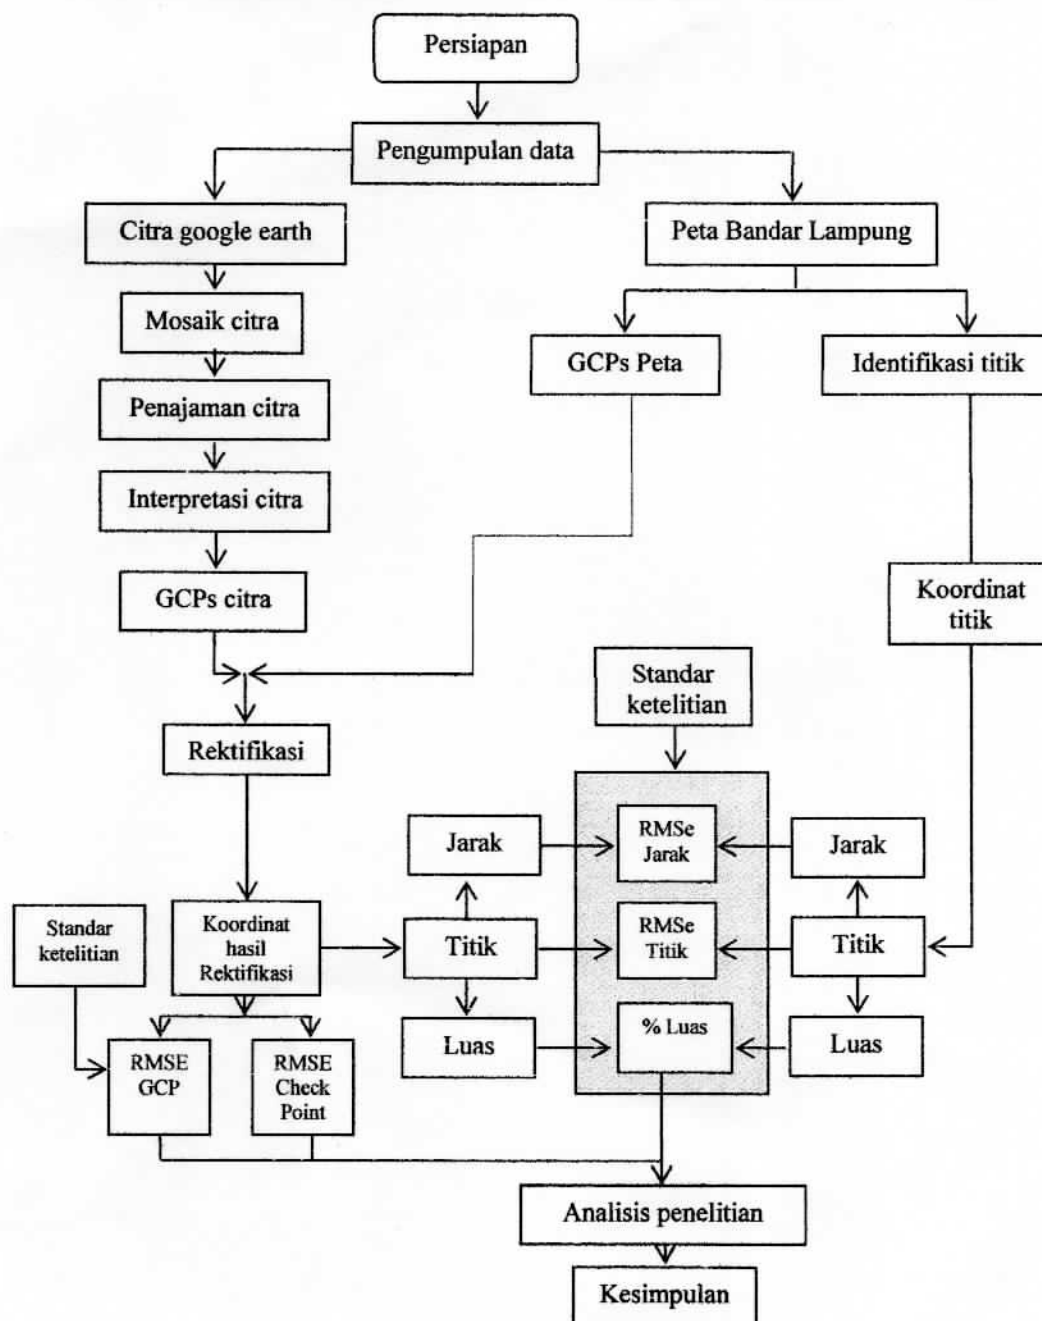 Persiapan
Pengumpulan data
Citra google earth
Peta Bandar Lampung
Mosaik citra
GCPs Peta
Identifikasi titik
Penajaman citra
Interpretasi citra
GCPs citra
Koordinat
titik
Standar
ketelitian
Rektifikasi
Jarak
RMSe
Jarak
Jarak
Standar
ketelitian
Koordinat
hasil
Rektifikasi
Titik
RMSe
Titik
Titik
Luas
% Luas
Luas
RMSE
GCP
RMSE
Check
Point
Analisis penelitian
Kesimpulan